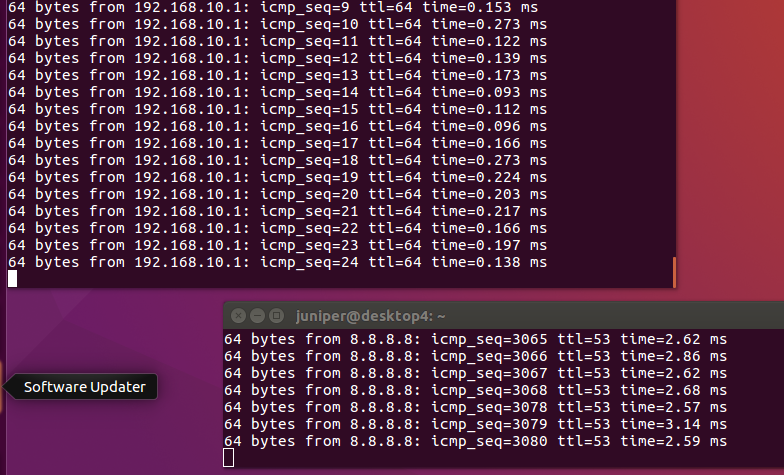 64 bytes from 192.168.10.1: icmp_seq=9 ttl=64 time=0.153 ms
64 bytes from 192.168.10.1: icmp_seq=10 ttl=64 time=0.273 ms
64 bytes from 192.168.10.1: icmp_seq=11 ttl=64 time=0.122 ms
64 bytes from 192.168.10.1: icmp_seq=12 ttl=64 time=0.139 ms
64 bytes from 192.168.10.1: icmp_seq=13 ttl=64 time=0.173 ms
64 bytes from 192.168.10.1: icmp_seq=14 ttl=64 time=0.093 ms
64 bytes from 192.168.10.1: icmp_seq=15 ttl=64 time=0.112 ms
64 bytes from 192.168.10.1: icmp_seq=16 ttl=64 time=0.096 ms
64 bytes from 192.168.10.1: icmp_seq=17 ttl=64 time=0.166 ms
64 bytes from 192.168.10.1: icmp_seq=18 ttl=64 time=0.273 ms
64 bytes from 192.168.10.1: icmp_seq=19 ttl=64 time=0.224 ms
64 bytes from 192.168.10.1: icmp_seq=20 ttl=64 time=0.203 ms
64 bytes from 192.168.10.1: icmp_seq=21 ttl=64 time=0.217 ms
64 bytes from 192.168.10.1: icmp_seq=22 ttl=64 time=0.166 ms
64 bytes from 192.168.10.1: icmp_seq=23 ttl=64 time=0.197 ms
64 bytes from 192.168.10.1: icmp_seq=24 ttl=64 time=0.138 ms
juniper@desktop4: ~
64 bytes from 8.8.8.8: icmp_seq=3065 ttl=53 time=2.62 ms
64 bytes from 8.8.8.8: icmp_seq=3066 ttl=53 time=2.86 ms
64 bytes from 8.8.8.8: icmp_seq=3067 ttl=53 time=2.62 ms
64 bytes from 8.8.8.8: icmp_seq=3068 ttl=53 time=2.68 ms
64 bytes from 8.8.8.8: icmp_seq=3078 ttl=53 time=2.57 ms
64 bytes from 8.8.8.8: icmp_seq=3079 ttl=53 time=3.14 ms
64 bytes from 8.8.8.8: icmp_seq=3080 ttl=53 time=2.59 ms
Software Updater